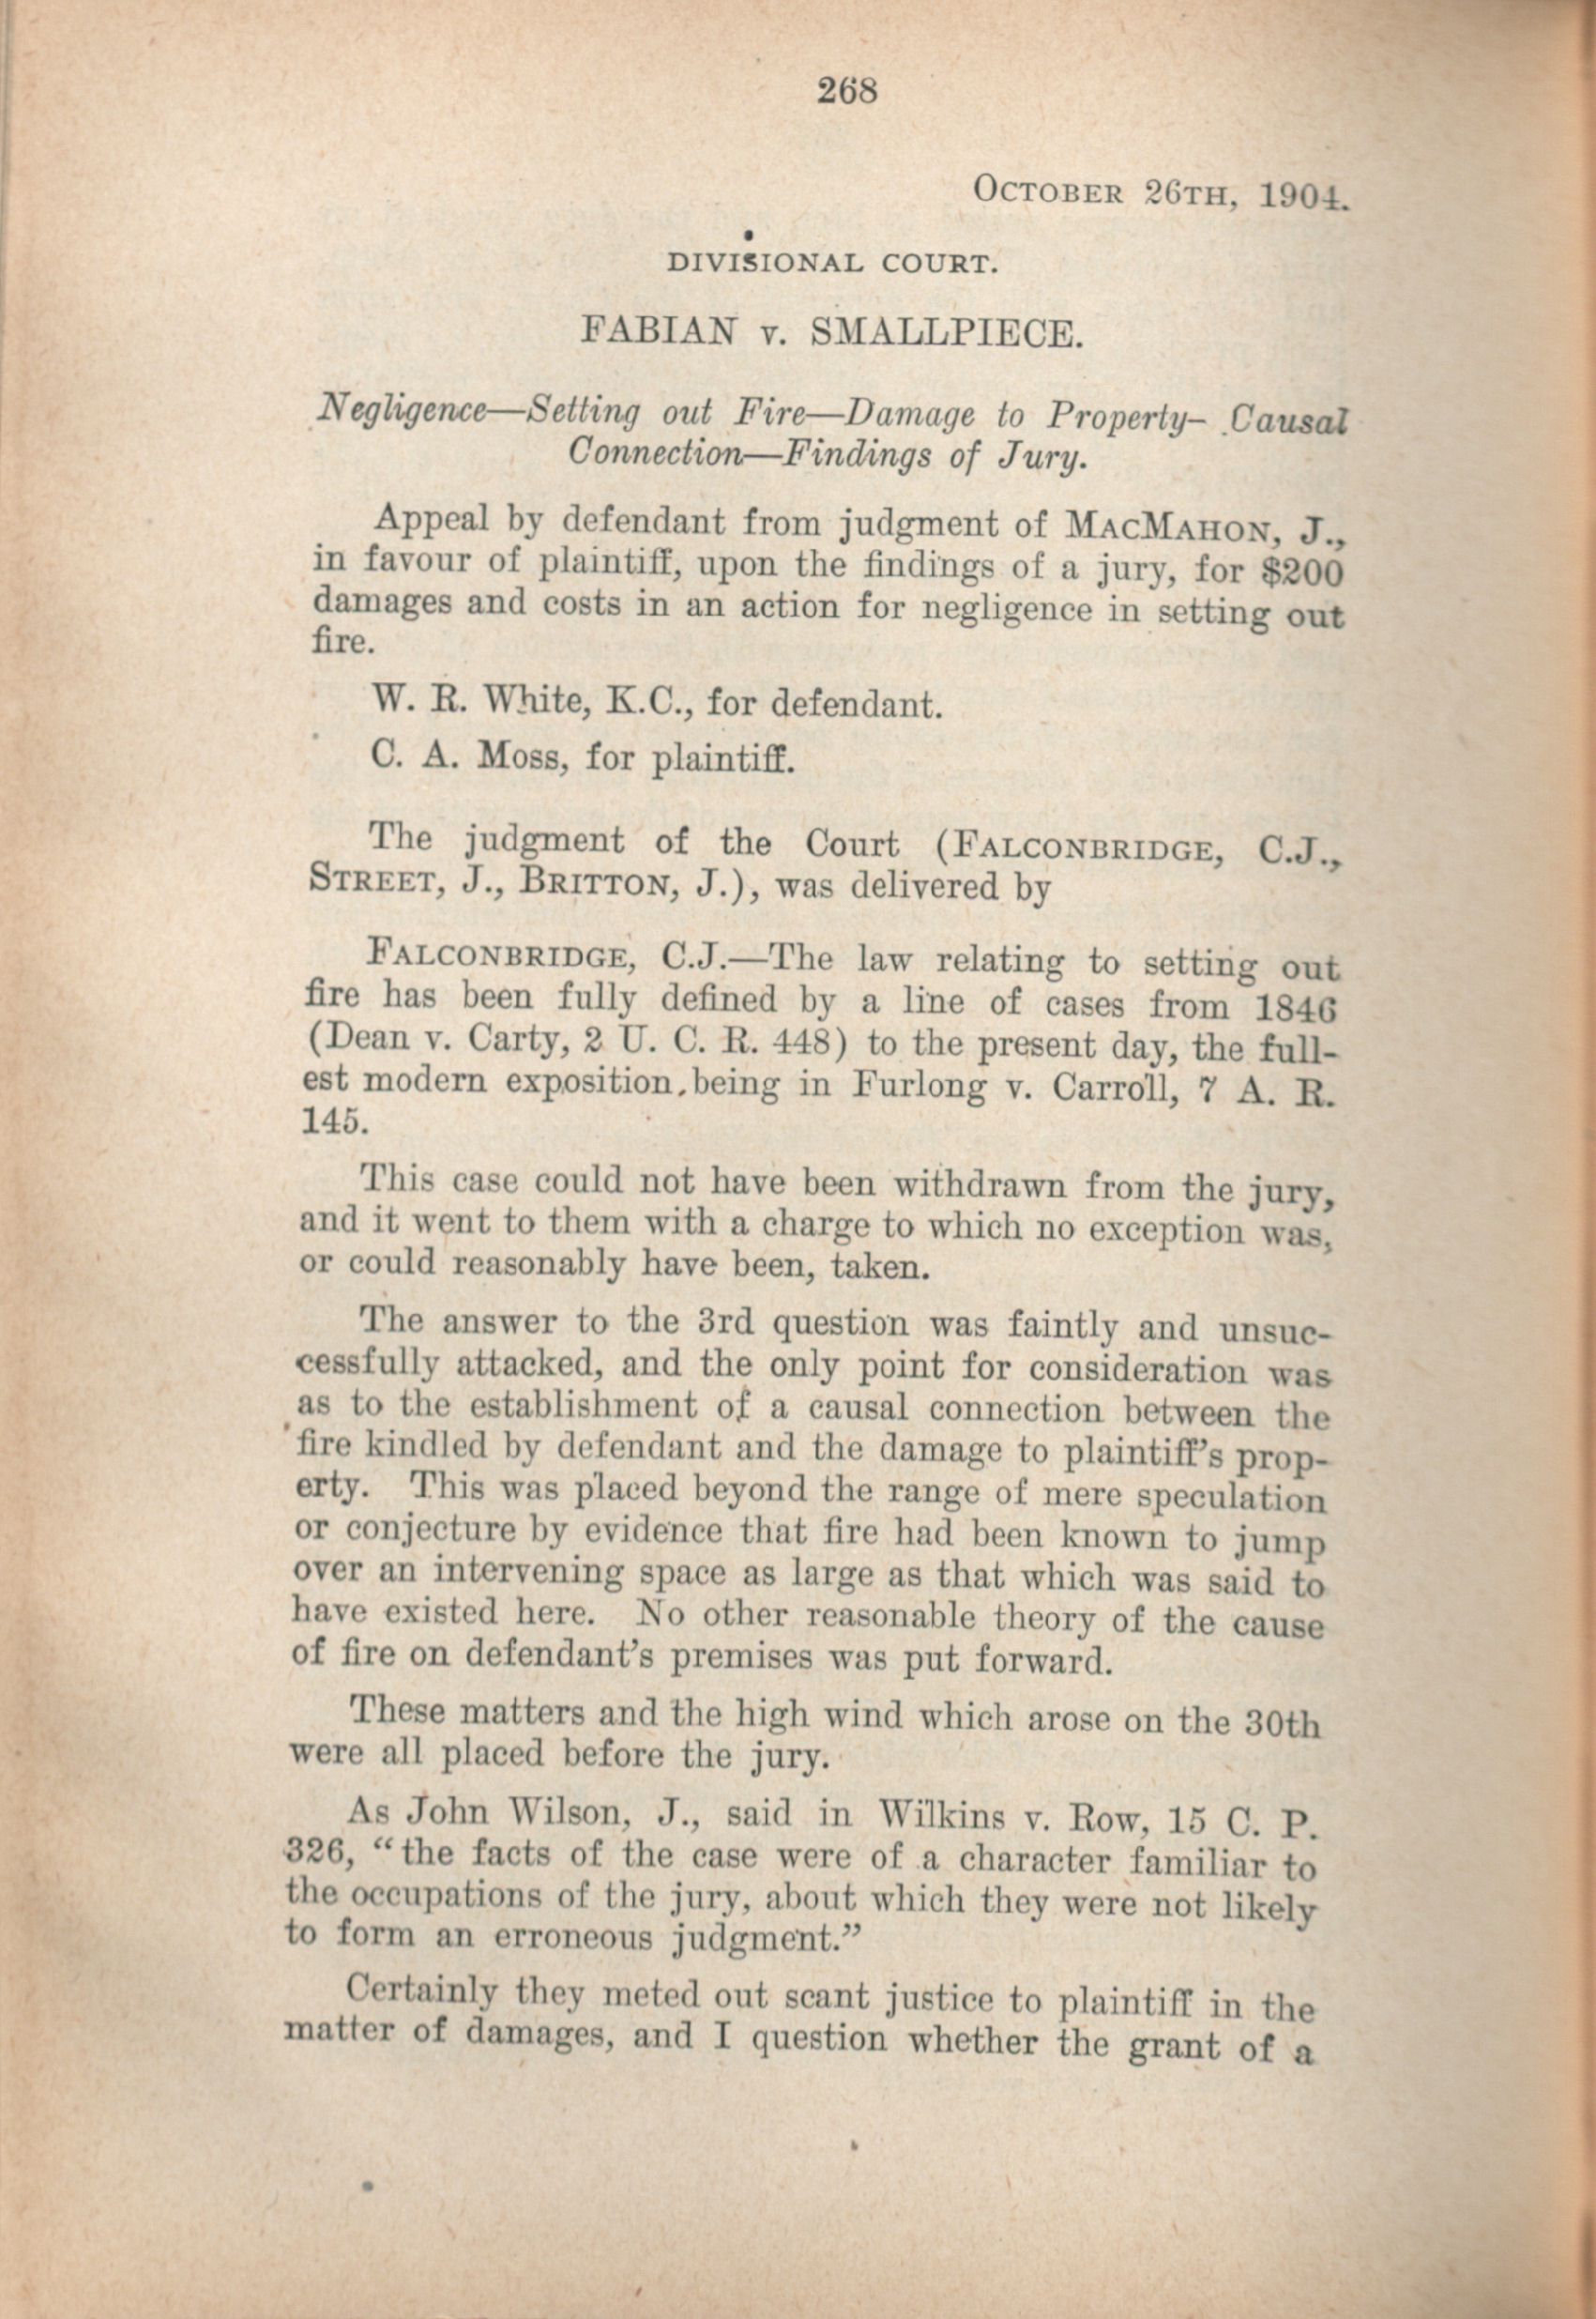 268
OCTOBER 26TH, 1904.
DIVISIONAL COURT.
FABIAN v. SMALLPIECE.
Negligence—Setting out Fire—Damage to Property- Causal
Connection—Findings of Jury.
Appeal by defendant from judgment of MACMAHON, J.,
in favour of plaintiff, upon the findings of a jury, for $200
damages and costs in an action for negligence in setting out
fire.
W. R. White, K.C., for defendant.
C. A. Moss, for plaintiff.
The judgment of the Court (FALCONBRIDGE, C.J.,
STREET, J., BRITTON, J.), was delivered by
FALCONBRIDGE, C.J.—The law relating to setting out
fire has been fully defined by a line of cases from 1846
(Dean v. Carty, 2 U. C. R. 448) to the present day, the full-
est modern exposition being in Furlong v. Carroll, 7 A. R.
145.
This case could not have been withdrawn from the jury,
and it went to them with a charge to which no exception was,
or could reasonably have been, taken.
The answer to the 3rd question was faintly and unsuc-
cessfully attacked, and the only point for consideration was
as to the establishment of a causal connection between the
fire kindled by defendant and the damage to plaintiff's prop-
erty. This was placed beyond the range of mere speculation
or conjecture by evidence that fire had been known to jump
over an intervening space as large as that which was said to
have existed here. No other reasonable theory of the cause
of fire on defendant's premises was put forward.
These matters and the high wind which arose on the 30th
were all placed before the jury.
As John Wilson, J., said in Wilkins v. Row, 15 C. P.
326, "the facts of the case were of a character familiar to
the occupations of the jury, about which they were not likely
to form an erroneous judgment."
Certainly they meted out scant justice to plaintiff in the
matter of damages, and I question whether the grant of a